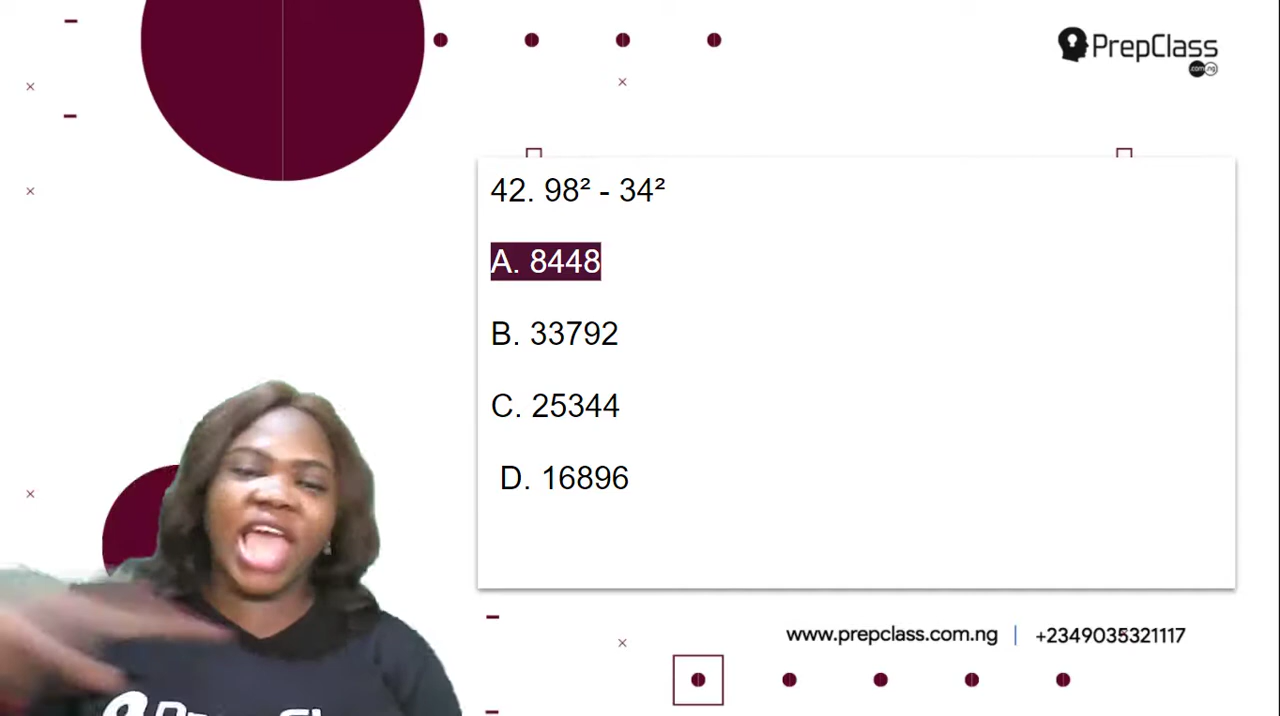 PrepClass
.com.ng
42. 98² - 34²
A. 8448
B. 33792
C. 25344
D. 16896
www.prepclass.com.ng | +2349035321117